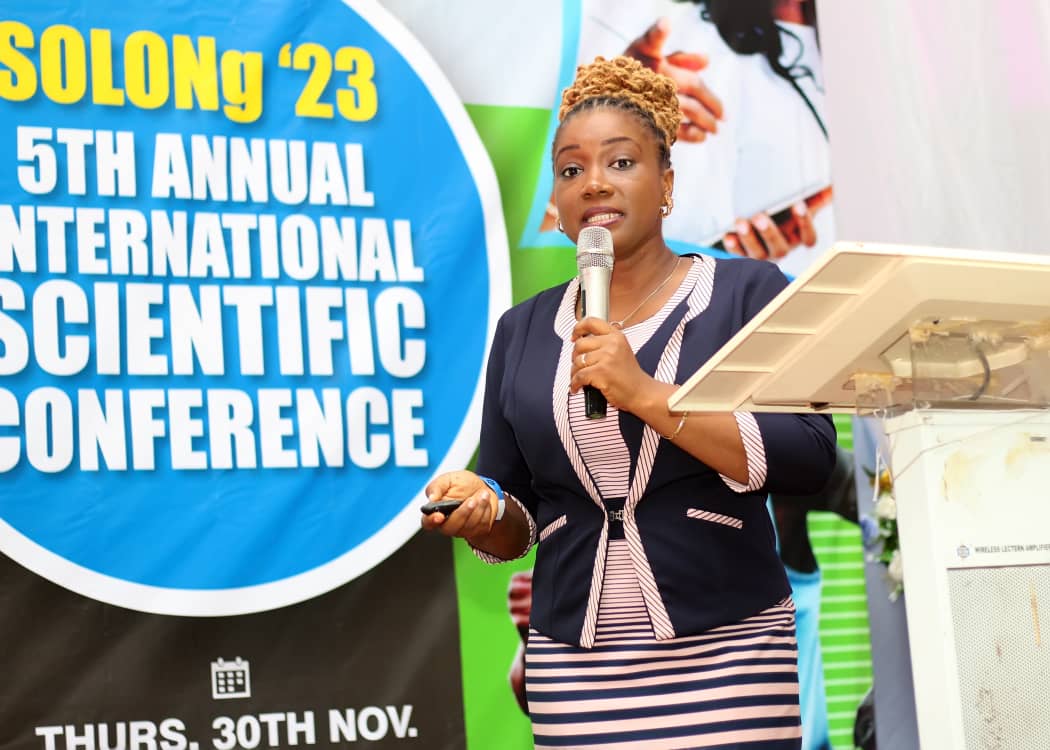 SOLONg ‘23
5TH ANNUAL
INTERNATIONAL
SCIENTIFIC
CONFERENCE
THURS, 30TH NOV.
WIRELESS LECTERN AMPLIFIER